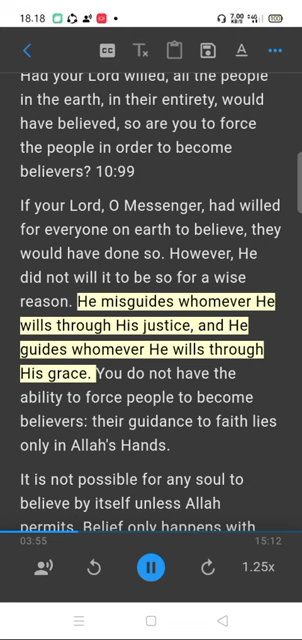 18.18
7,00 KB/S
CC
A
Had your Lord willed, all the people
in the earth, in their entirety, would
have believed, so are you to force
the people in order to become
believers? 10:99
If your Lord, O Messenger, had willed
for everyone on earth to believe, they
would have done so. However, He
did not will it to be so for a wise
reason. He misguides whomever He
wills through His justice, and He
guides whomever He wills through
His grace. You do not have the
ability to force people to become
believers: their guidance to faith lies
only in Allah's Hands.
It is not possible for any soul to
believe by itself unless Allah
permits. Belief only happens with
03:55
15:12
1.25x